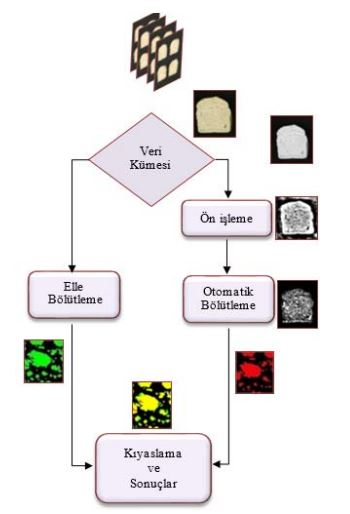 Veri
Kümesi
Ön işleme
Elle
Bölütleme
Otomatik
Bölütleme
Kıyaslama
ve
Sonuçlar